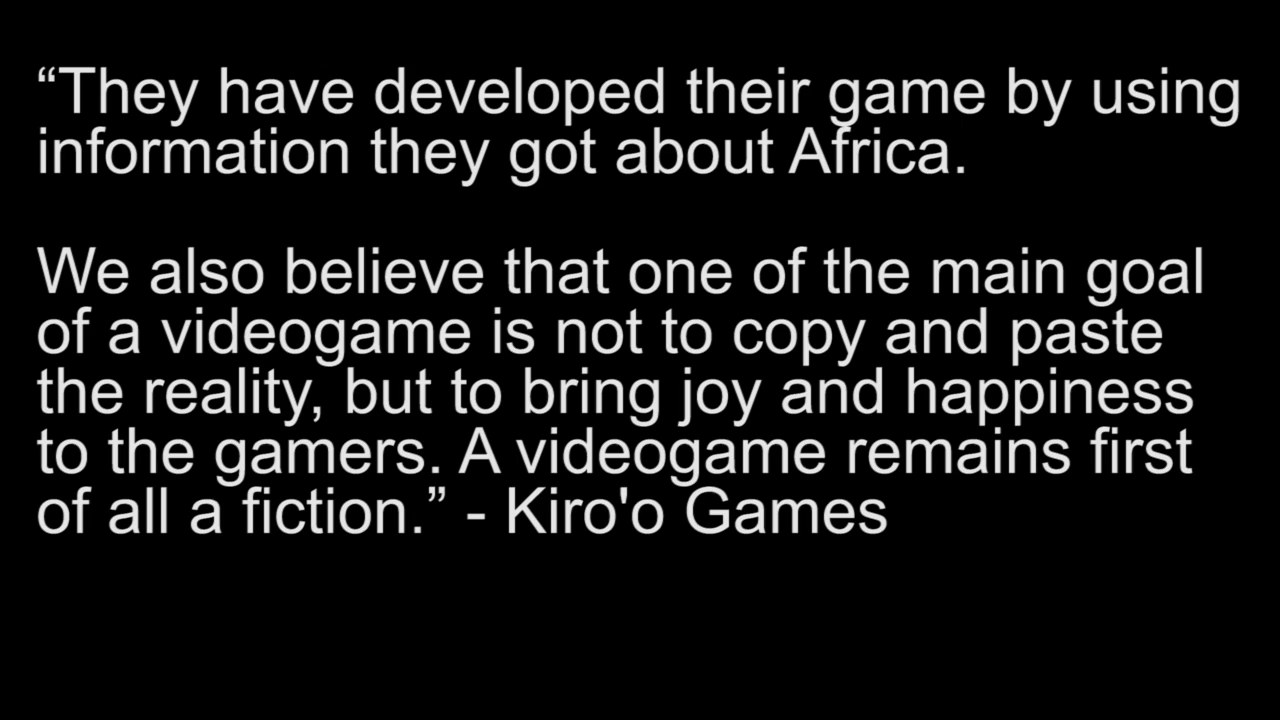 “They have developed their game by using
information they got about Africa.
We also believe that one of the main goal
of a videogame is not to copy and paste
the reality, but to bring joy and happiness
to the gamers. A videogame remains first
of all a fiction.” - Kiro'o Games